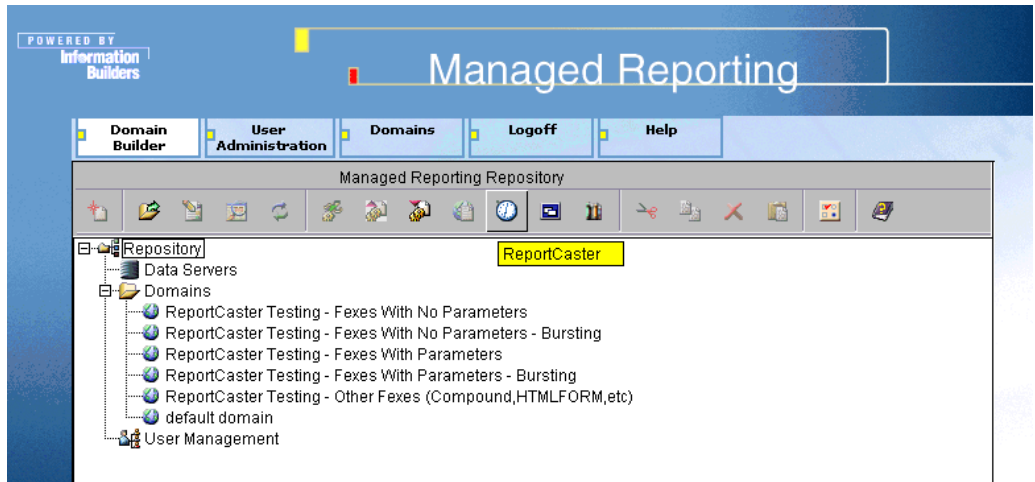 POWERED BY
Information
Builders
Managed Reporting
Domain
Builder
User
Administration
Domains
Logoff
Help
Managed Reporting Repository
ReportCaster
Repository
Data Servers
Domains
ReportCaster Testing - Fexes With No Parameters
ReportCaster Testing - Fexes With No Parameters - Bursting
ReportCaster Testing - Fexes With Parameters
ReportCaster Testing - Fexes With Parameters - Bursting
ReportCaster Testing - Other Fexes (Compound,HTMLFORM,etc)
default domain
User Management